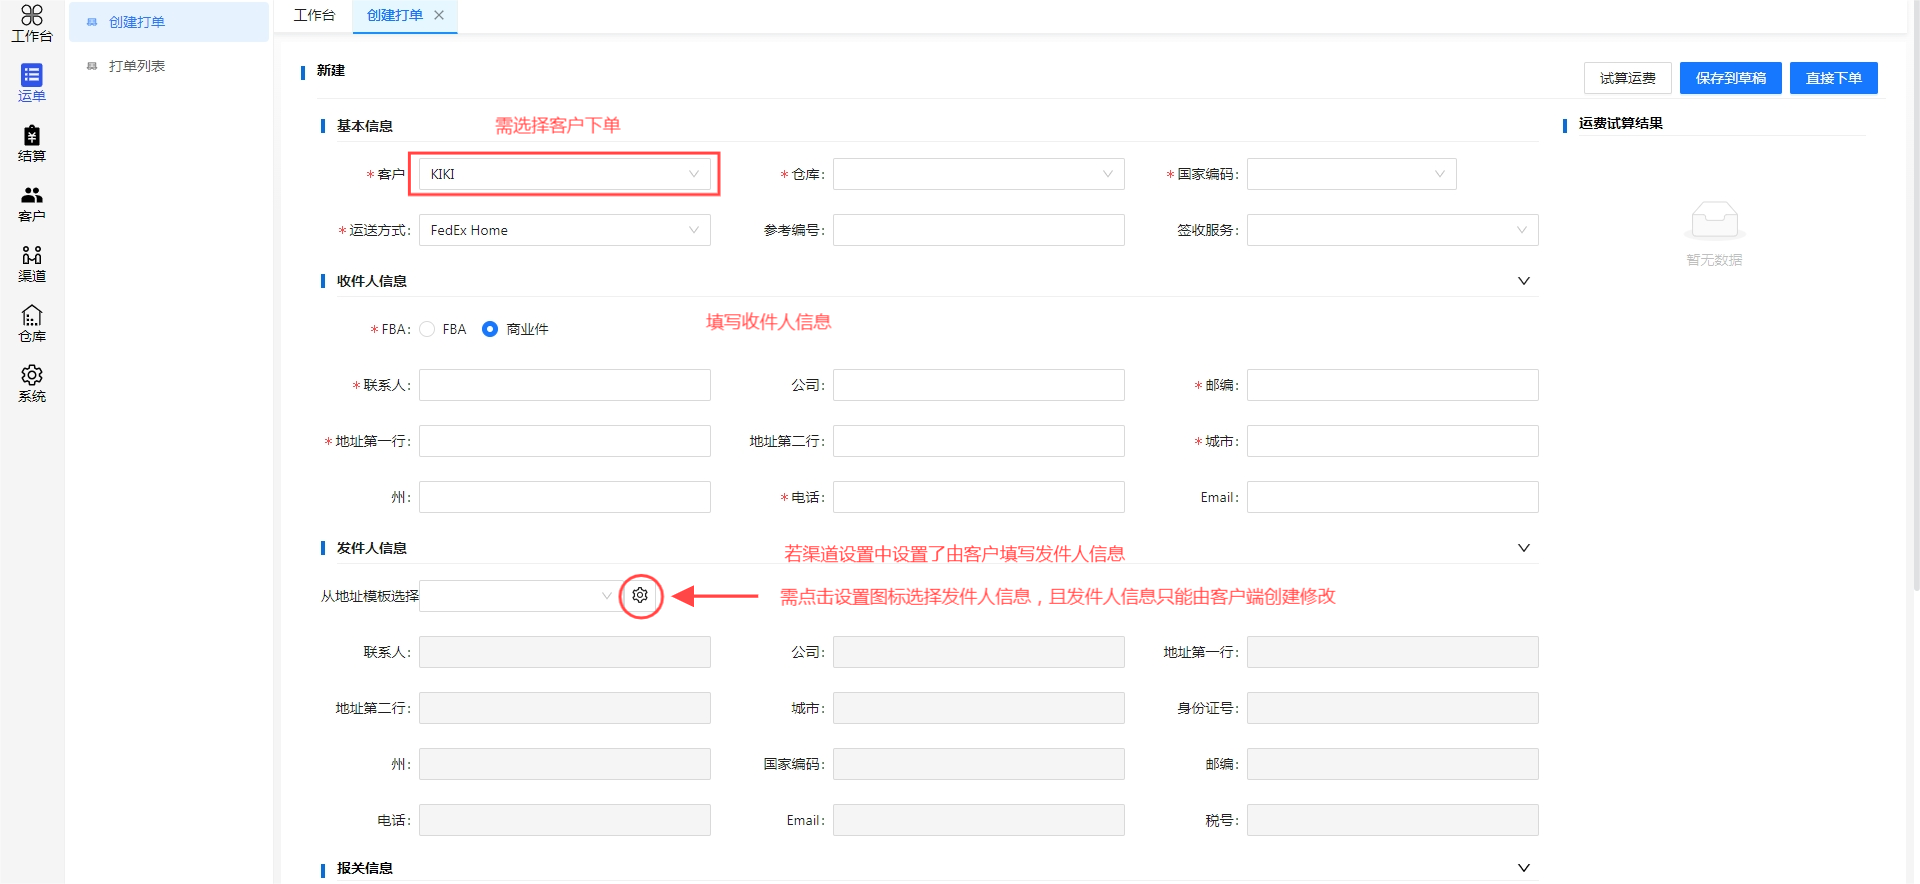 工作台
运单
结算
客户
渠道
仓库
系统
创建打单
打单列表
工作台
创建打单
新建
试算运费
保存到草稿
直接下单
基本信息
需选择客户下单
* 客户
KIKI
* 仓库:
* 国家编码:
* 运送方式:
FedEx Home
参考编号:
签收服务:
运费试算结果
暂无数据
收件人信息
填写收件人信息
* FBA:
FBA
商业件
* 联系人:
公司:
* 邮编:
* 地址第一行:
地址第二行:
* 城市:
州:
* 电话:
Email:
发件人信息
若渠道设置中设置了由客户填写发件人信息
从地址模板选择
需点击设置图标选择发件人信息，且发件人信息只能由客户端创建修改
联系人:
公司:
地址第一行:
地址第二行:
城市:
身份证号:
州:
国家编码:
邮编:
电话:
Email:
税号:
报关信息